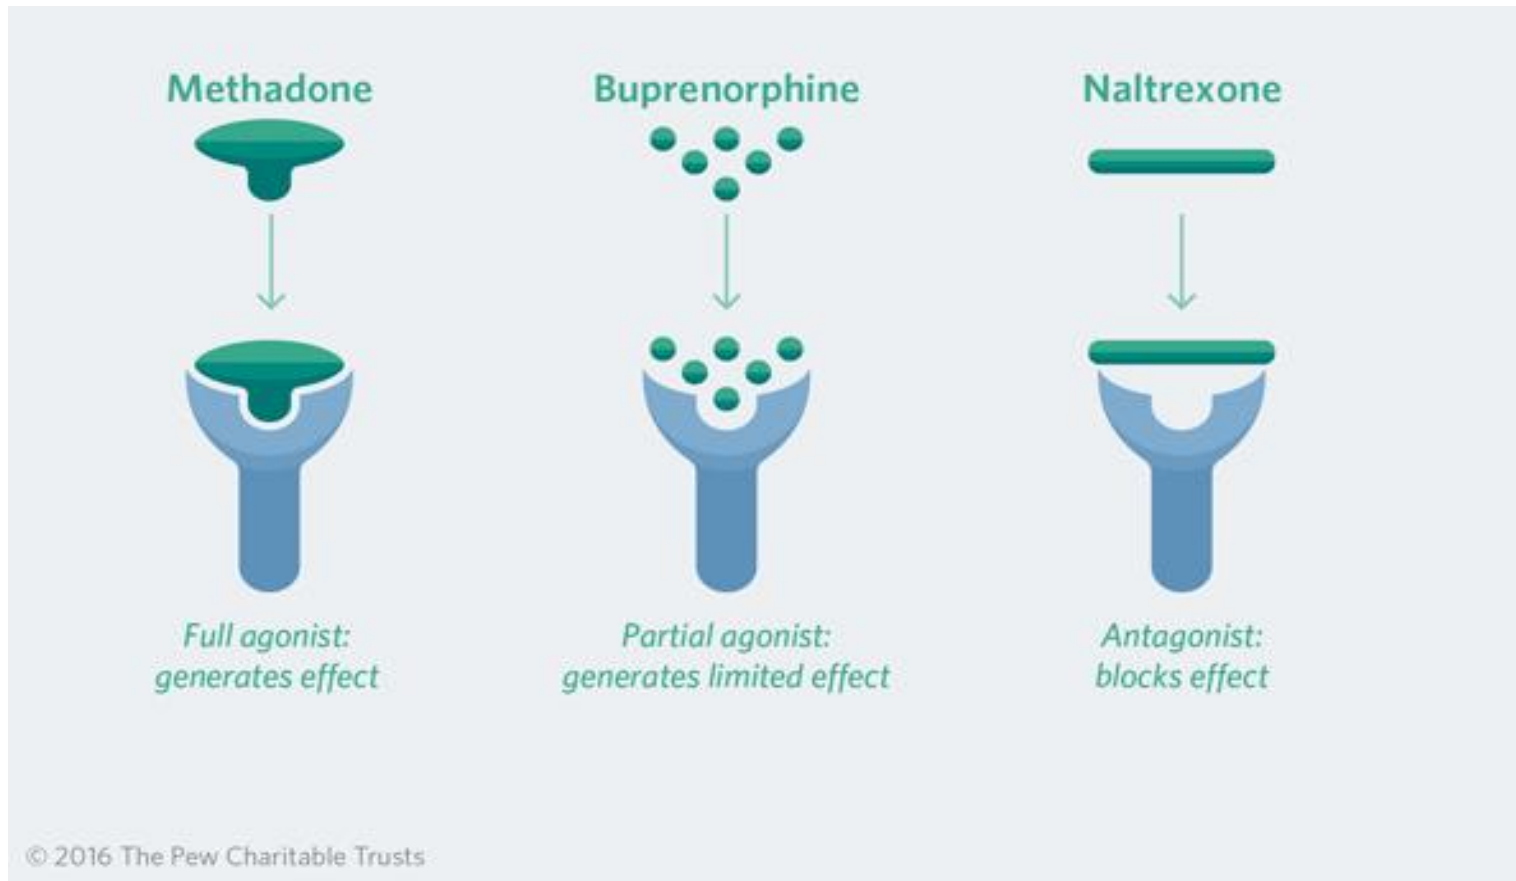 Methadone
Buprenorphine
Naltrexone
Full agonist:
generates effect
Partial agonist:
generates limited effect
Antagonist:
blocks effect
© 2016 The Pew Charitable Trusts